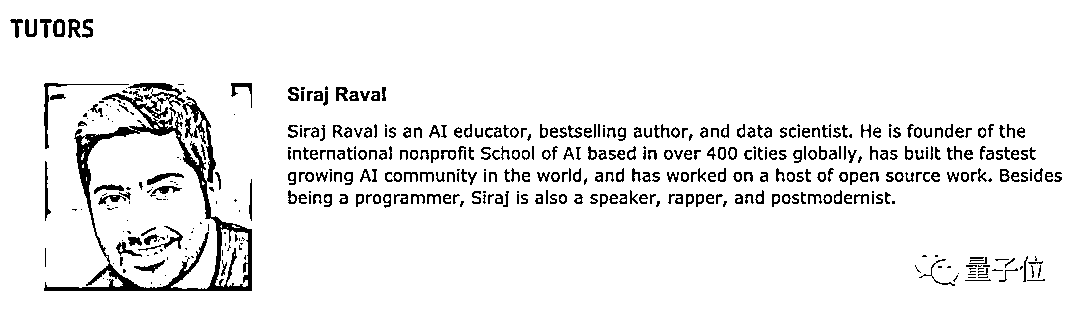 TUTORS
Siraj Raval
Siraj Raval is an AI educator, bestselling author, and data scientist. He is founder of the
international nonprofit School of AI based in over 400 cities globally, has built the fastest
growing AI community in the world, and has worked on a host of open source work. Besides
being a programmer, Siraj is also a speaker, rapper, and postmodernist.
量子位